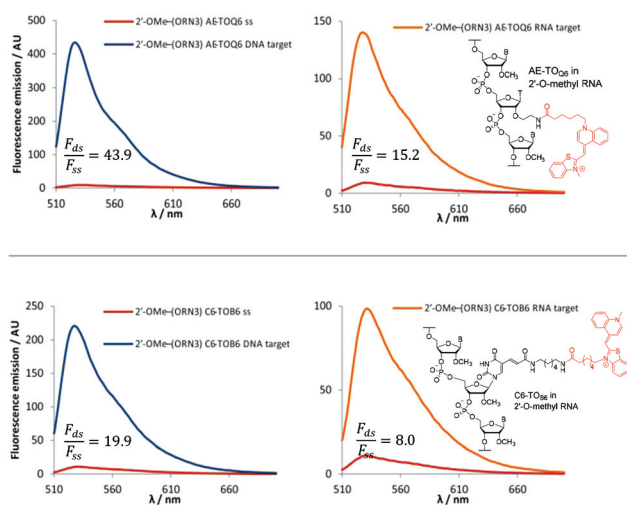 Fluorescence emission / AU
500
400
300
200
100
0
2′-OMe–(ORN3) AE-TOQ6 ss
2′-OMe–(ORN3) AE-TOQ6 DNA target
Fds/Fss = 43.9
510 560 610 660
λ / nm
150
100
50
0
2′-OMe–(ORN3) AE-TOQ6 RNA target
AE-TOQ6 in
2′-O-methyl RNA
Fds/Fss = 15.2
510 560 610 660
λ / nm
Fluorescence emission / AU
250
200
150
100
50
0
2′-OMe–(ORN3) C6-TOB6 ss
2′-OMe–(ORN3) C6-TOB6 DNA target
Fds/Fss = 19.9
510 560 610 660
λ / nm
100
50
0
2′-OMe–(ORN3) C6-TOB6 RNA target
C6-TOB6 in
2′-O-methyl RNA
Fds/Fss = 8.0
510 560 610 660
λ / nm